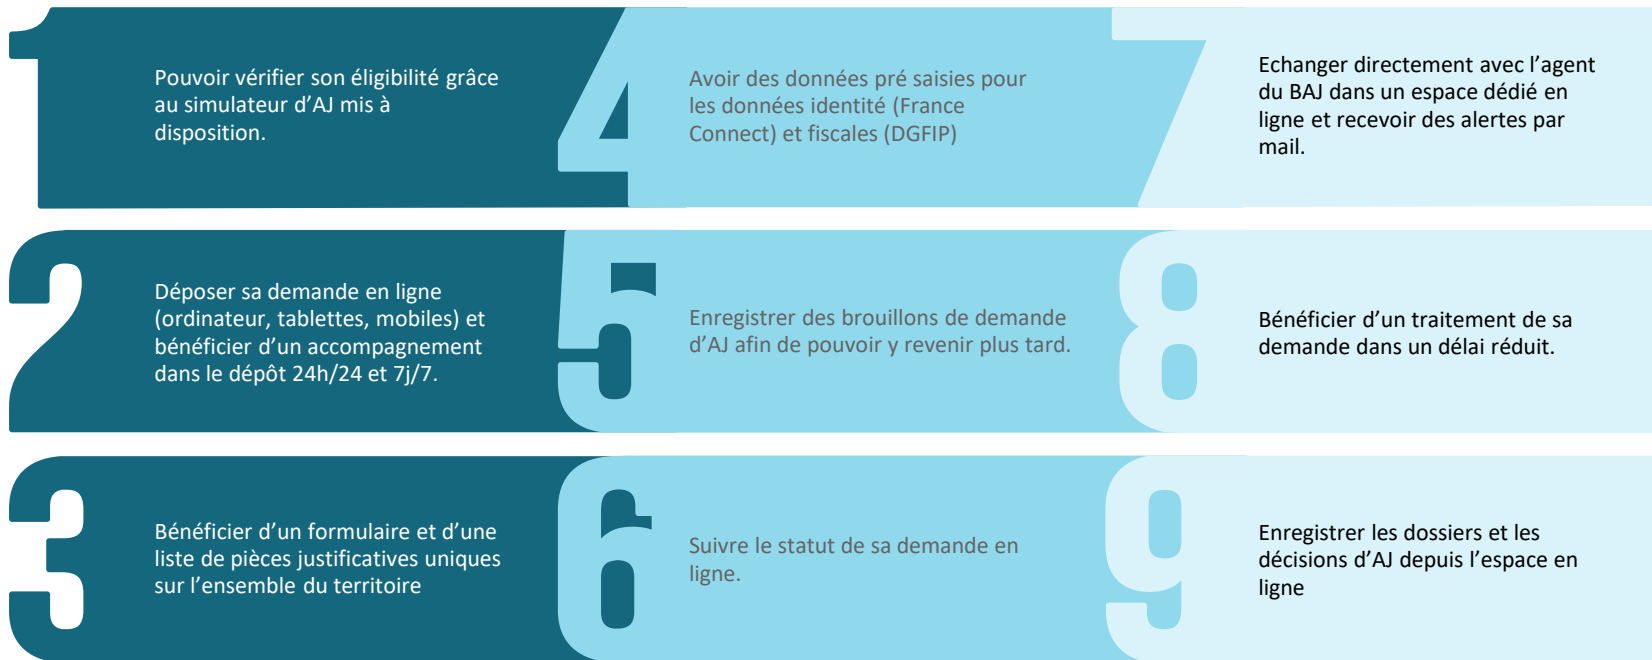 1
Pouvoir vérifier son éligibilité grâce
au simulateur d’AJ mis à
disposition.
2
Déposer sa demande en ligne
(ordinateur, tablettes, mobiles) et
bénéficier d’un accompagnement
dans le dépôt 24h/24 et 7j/7.
3
Bénéficier d’un formulaire et d’une
liste de pièces justificatives uniques
sur l’ensemble du territoire
4
Avoir des données pré saisies pour
les données identité (France
Connect) et fiscales (DGFIP)
5
Enregistrer des brouillons de demande
d’AJ afin de pouvoir y revenir plus tard.
6
Suivre le statut de sa demande en
ligne.
7
Echanger directement avec l’agent
du BAJ dans un espace dédié en
ligne et recevoir des alertes par
mail.
8
Bénéficier d’un traitement de sa
demande dans un délai réduit.
9
Enregistrer les dossiers et les
décisions d’AJ depuis l’espace en
ligne